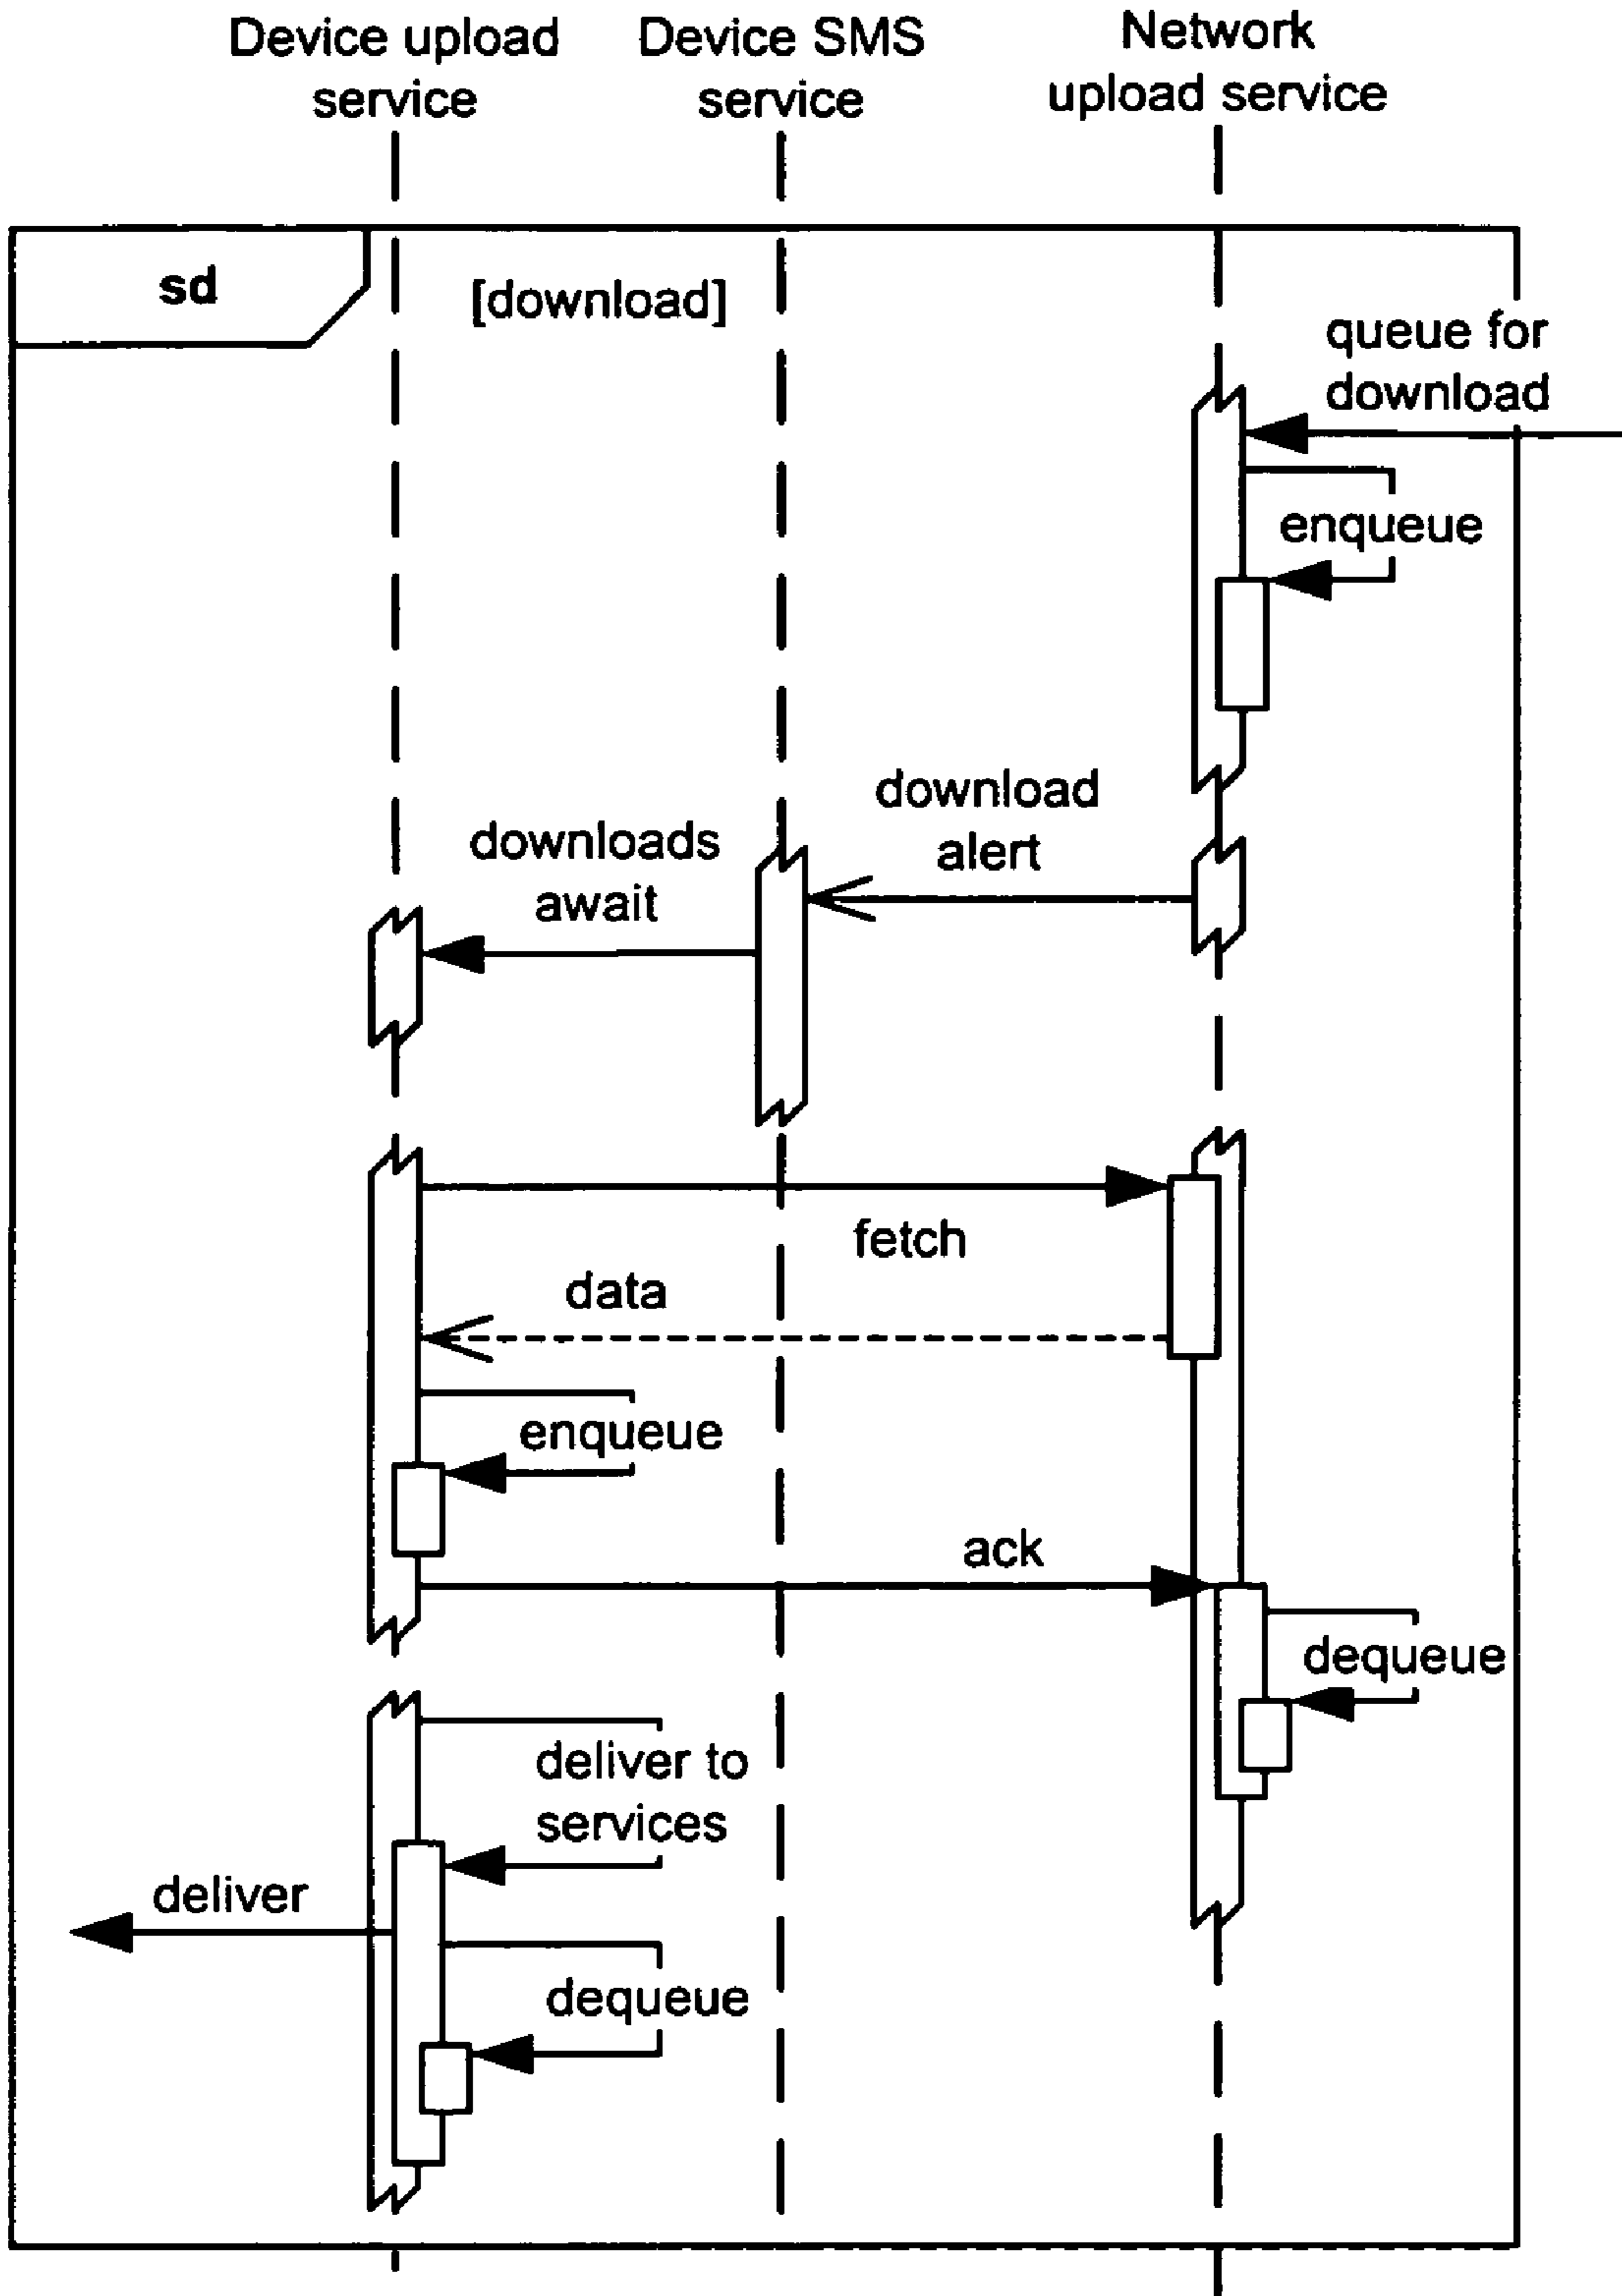 Device upload
service
Device SMS
service
Network
upload service
sd
[download]
queue for
download
enqueue
download
alert
downloads
await
fetch
data
enqueue
ack
dequeue
deliver to
services
deliver
dequeue